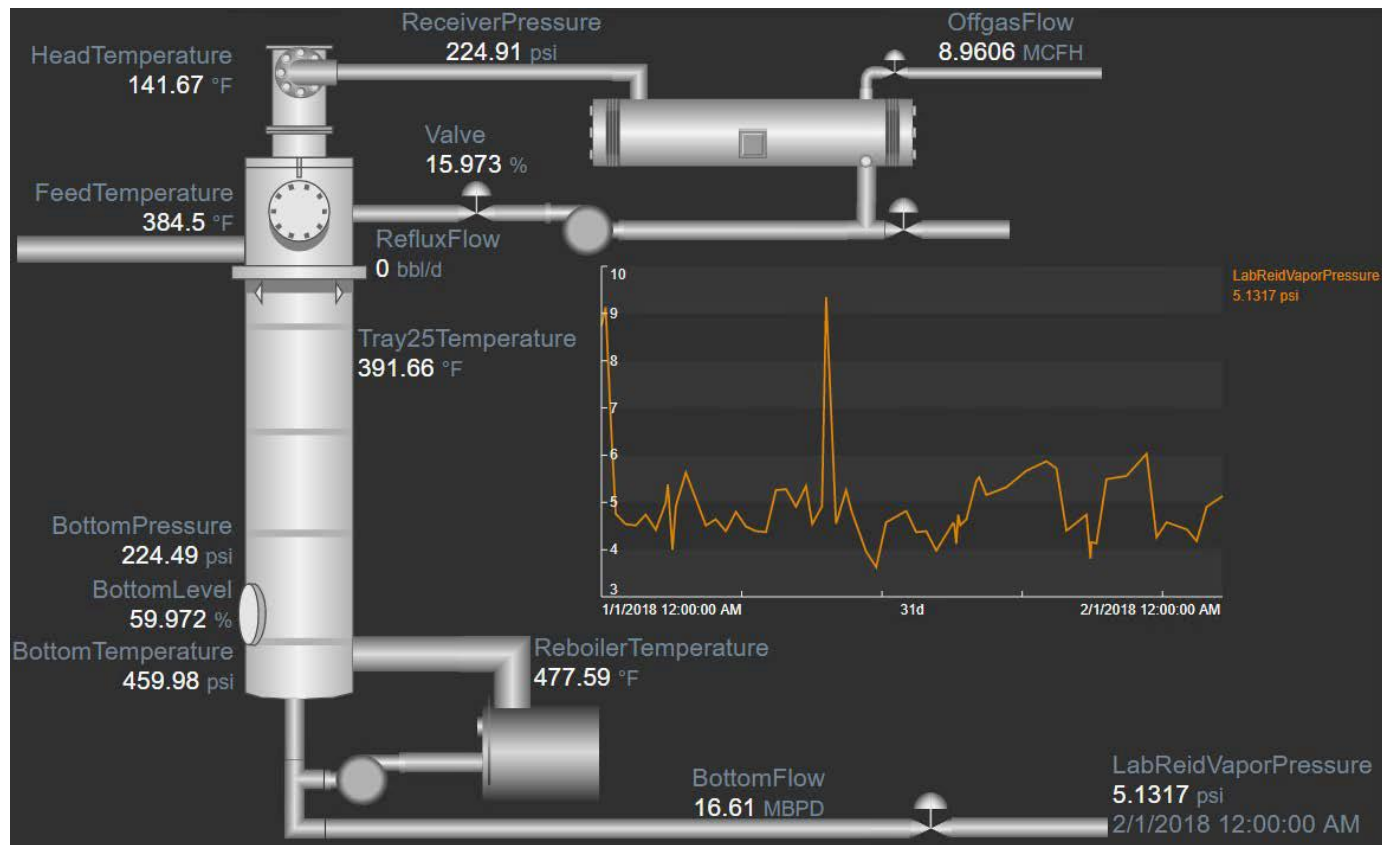 ReceiverPressure
224.91 psi
OffgasFlow
8.9606 MCFH
HeadTemperature
141.67 °F
Valve
15.973 %
FeedTemperature
384.5 °F
RefluxFlow
0 bbl/d
LabReidVaporPressure
5.1317 psi
10
9
8
7
6
5
4
3
1/1/2018 12:00:00 AM
31d
2/1/2018 12:00:00 AM
Tray25Temperature
391.66 °F
BottomPressure
224.49 psi
BottomLevel
59.972 %
BottomTemperature
459.98 psi
ReboilerTemperature
477.59 °F
BottomFlow
16.61 MBPD
LabReidVaporPressure
5.1317 psi
2/1/2018 12:00:00 AM